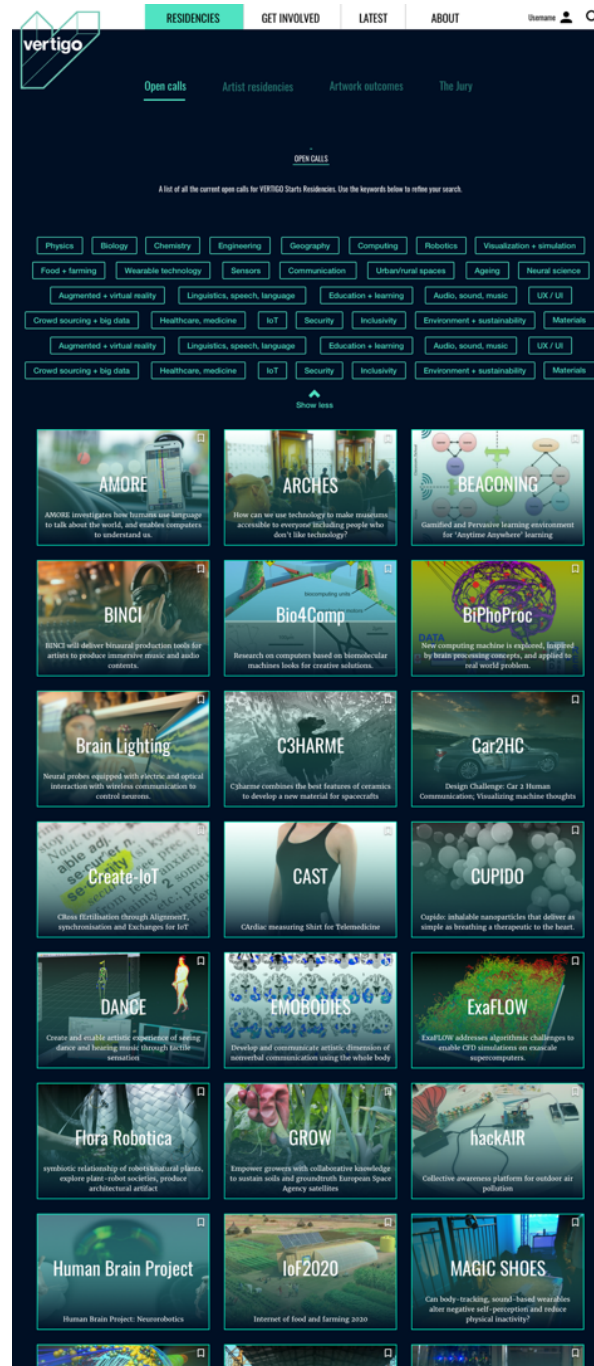 RESIDENCIES GET INVOLVED LATEST ABOUT Username
vertigo
Open calls Artist residencies Artwork outcomes The Jury
OPEN CALLS
A list of all the current open calls for VERTIGO Starts Residencies. Use the keywords below to refine your search.
Physics Biology Chemistry Engineering Geography Computing Robotics Visualization + simulation
Food + farming Wearable technology Sensors Communication Urban/rural spaces Ageing Neural science
Augmented + virtual reality Linguistics, speech, language Education + learning Audio, sound, music UX / UI
Crowd sourcing + big data Healthcare, medicine IoT Security Inclusivity Environment + sustainability Materials
Augmented + virtual reality Linguistics, speech, language Education + learning Audio, sound, music UX / UI
Crowd sourcing + big data Healthcare, medicine IoT Security Inclusivity Environment + sustainability Materials
Show less
AMORE
AMORE investigates how humans use language
to talk about the world, and enables computers
to understand us.
ARCHES
How can we use technology to make museums
accessible to everyone including people who
don't like technology?
BEACONING
Gamified and Pervasive learning environment
for 'Anytime Anywhere' learning
BINCI
BINCI will deliver binaural production tools for
artists to produce immersive music and audio
contents.
biocomputing units
Bio4Comp
Research on computers based on biomolecular
machines looks for creative solutions.
BiPhoProc
DATA
New computing machine is explored, inspired
by brain processing concepts, and applied to
real world problem.
Brain Lighting
Neural probes equipped with electric and optical
interaction with wireless communication to
control neurons.
C3HARME
C3harme combines the best features of ceramics
to develop a new material for spacecrafts
Car2HC
Design Challenge: Car 2 Human
Communication; Visualizing machine thoughts
Create-IoT
CRoss fErtilisation through AlignmenT,
synchronisation and Exchanges for IoT
CAST
CArdiac measuring Shirt for Telemedicine
CUPIDO
Cupido: inhalable nanoparticles that deliver as
simple as breathing a therapeutic to the heart.
DANCE
Create and enable artistic experience of seeing
dance and hearing music through tactile
sensation
EMOBODIES
Develop and communicate artistic dimension of
nonverbal communication using the whole body
ExaFLOW
ExaFLOW addresses algorithmic challenges to
enable CFD simulations on exascale
supercomputers.
Flora Robotica
symbiotic relationship of robots&natural plants,
explore plant-robot societies, produce
architectural artifact
GROW
Empower growers with collaborative knowledge
to sustain soils and groundtruth European Space
Agency satellites
hackAIR
Collective awareness platform for outdoor air
pollution
Human Brain Project
Human Brain Project: Neurorobotics
IoF2020
Internet of food and farming 2020
MAGIC SHOES
Can body-tracking, sound-based wearables
alter negative self-perception and reduce
physical inactivity?